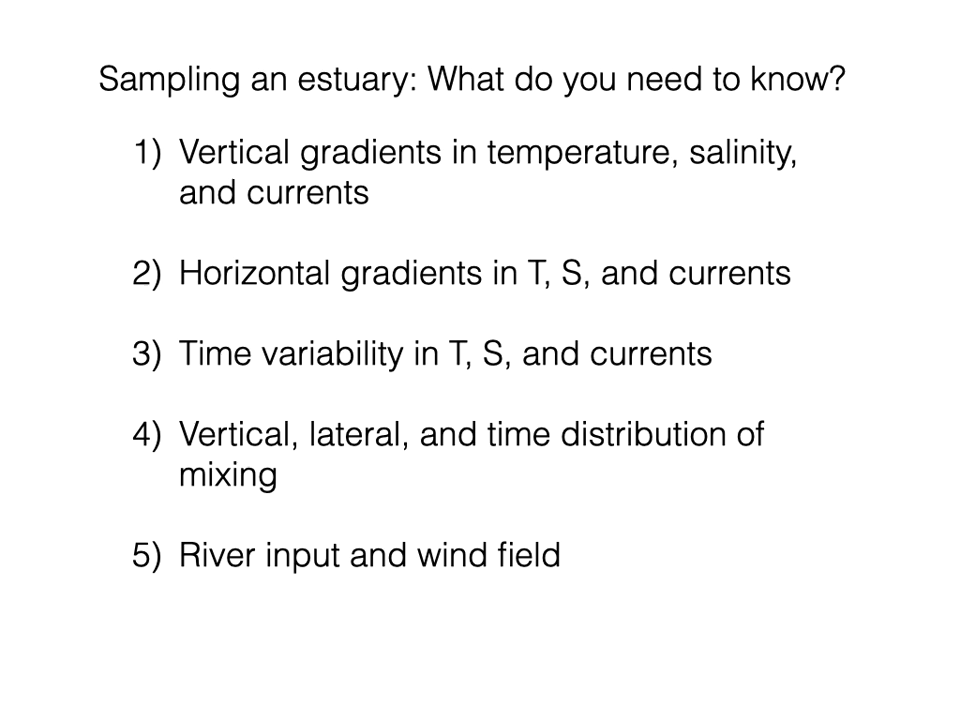 Sampling an estuary: What do you need to know?
1) Vertical gradients in temperature, salinity,
and currents
2) Horizontal gradients in T, S, and currents
3) Time variability in T, S, and currents
4) Vertical, lateral, and time distribution of
mixing
5) River input and wind field